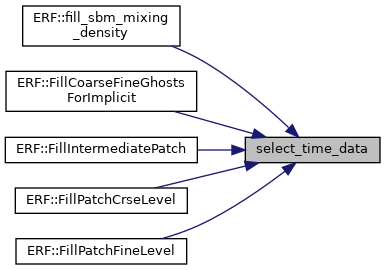 ERF::fill_sbm_mixing
_density
ERF::FillCoarseFineGhosts
ForImplicit
ERF::FillIntermediatePatch
select_time_data
ERF::FillPatchCrseLevel
ERF::FillPatchFineLevel